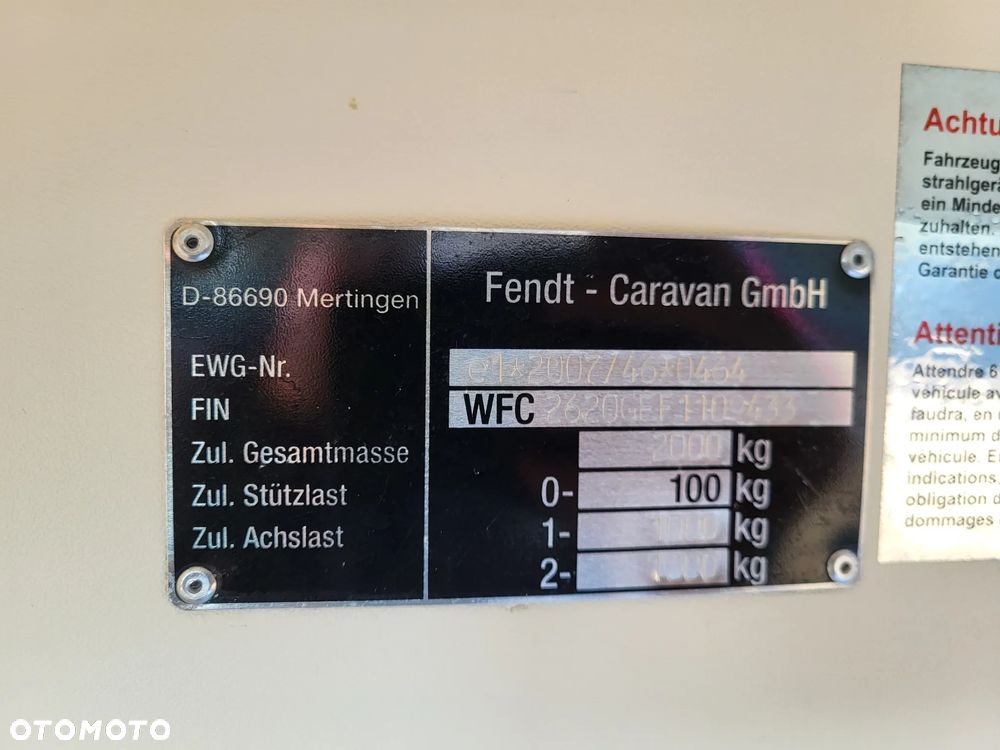 D-86690 Mertingen
Fendt - Caravan GmbH
EWG-Nr. e1*2007/46*0454
FIN WFC
Zul. Gesamtmasse 2000 kg
Zul. Stützlast 0- 100 kg
Zul. Achslast 1- kg
2- kg
Achtu
Fahrzeug
strahlgerä
ein Minde
zuhalten.
entstehen
Garantie d
Attenti
Attendre 6
véhicule av
faudra, en
minimum d
véhicule. E
indications,
obligation d
dommages
OTOMOTO